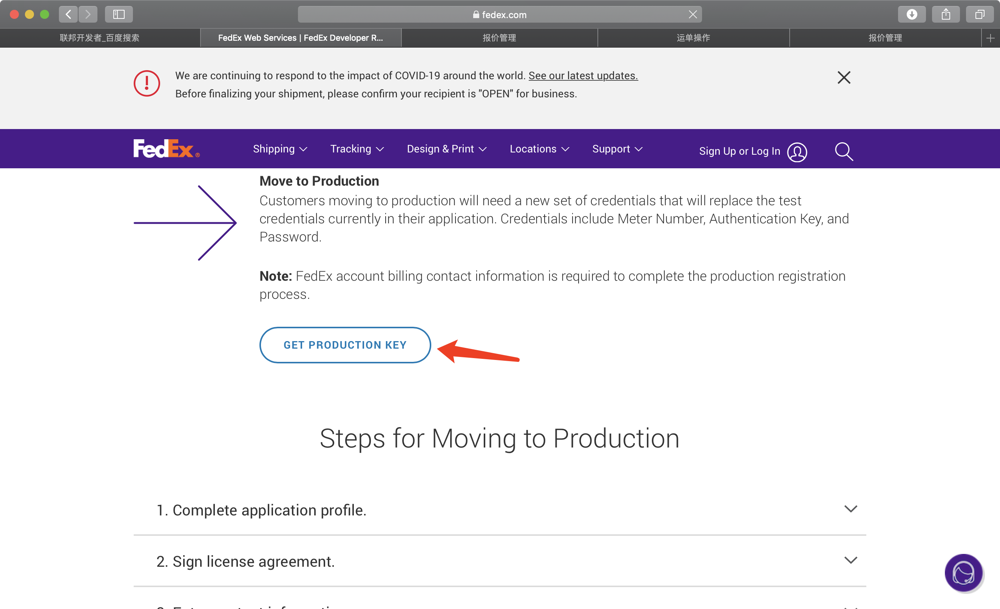 fedex.com
联邦开发者_百度搜索
FedEx Web Services | FedEx Developer R...
报价管理
运单操作
报价管理
We are continuing to respond to the impact of COVID-19 around the world. See our latest updates.
Before finalizing your shipment, please confirm your recipient is "OPEN" for business.
FedEx®
Shipping
Tracking
Design & Print
Locations
Support
Sign Up or Log In
Move to Production
Customers moving to production will need a new set of credentials that will replace the test
credentials currently in their application. Credentials include Meter Number, Authentication Key, and
Password.
Note: FedEx account billing contact information is required to complete the production registration
process.
GET PRODUCTION KEY
Steps for Moving to Production
1. Complete application profile.
2. Sign license agreement.